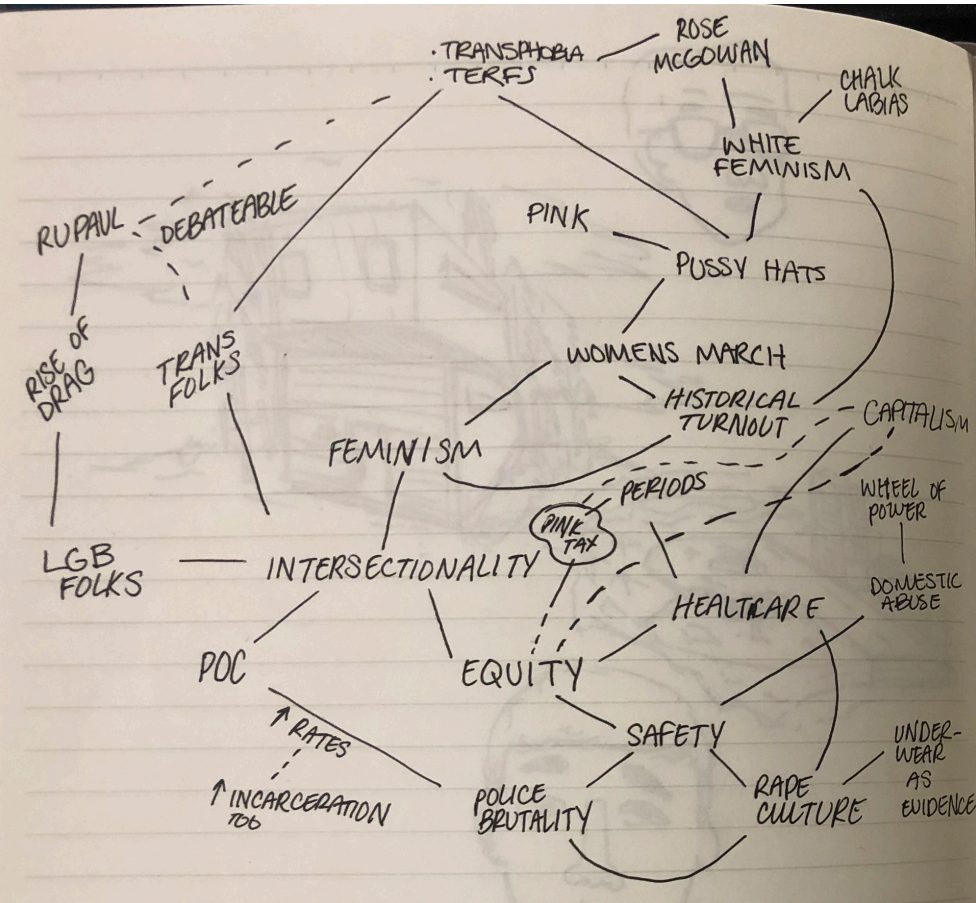 · TRANSPHOBIA
· TERFS
ROSE
MCGOWAN
CHALK
LABIAS
WHITE
FEMINISM
RUPAUL
DEBATEABLE
PINK
PUSSY HATS
RISE OF
DRAG
TRANS
FOLKS
WOMENS MARCH
HISTORICAL
TURNOUT
CAPITALISM
FEMINISM
PERIODS
PINK
TAX
WHEEL OF
POWER
LGB
FOLKS
INTERSECTIONALITY
HEALTCARE
DOMESTIC
ABUSE
POC
EQUITY
↑ RATES
SAFETY
↑ INCARCERATION
TOO
POLICE
BRUTALITY
RAPE
CULTURE
UNDER-
WEAR
AS
EVIDENCE